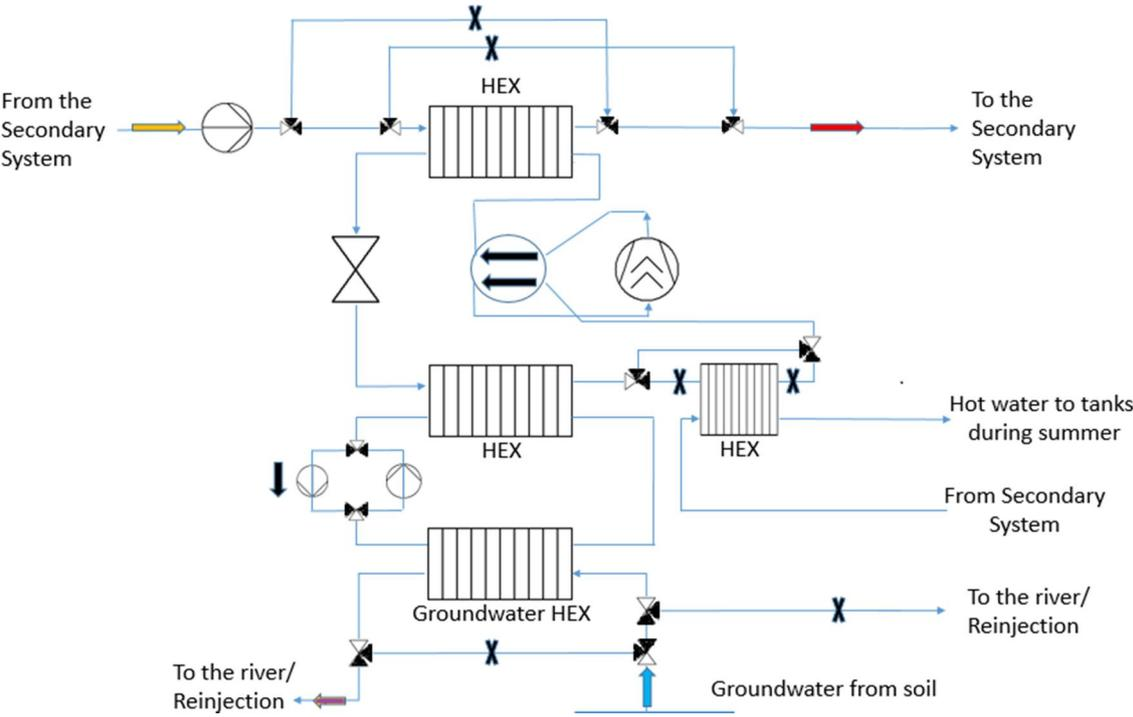 HEX
From the
Secondary
System
To the
Secondary
System
HEX
HEX
Hot water to tanks
during summer
From Secondary
System
Groundwater HEX
To the river/
Reinjection
To the river/
Reinjection
Groundwater from soil